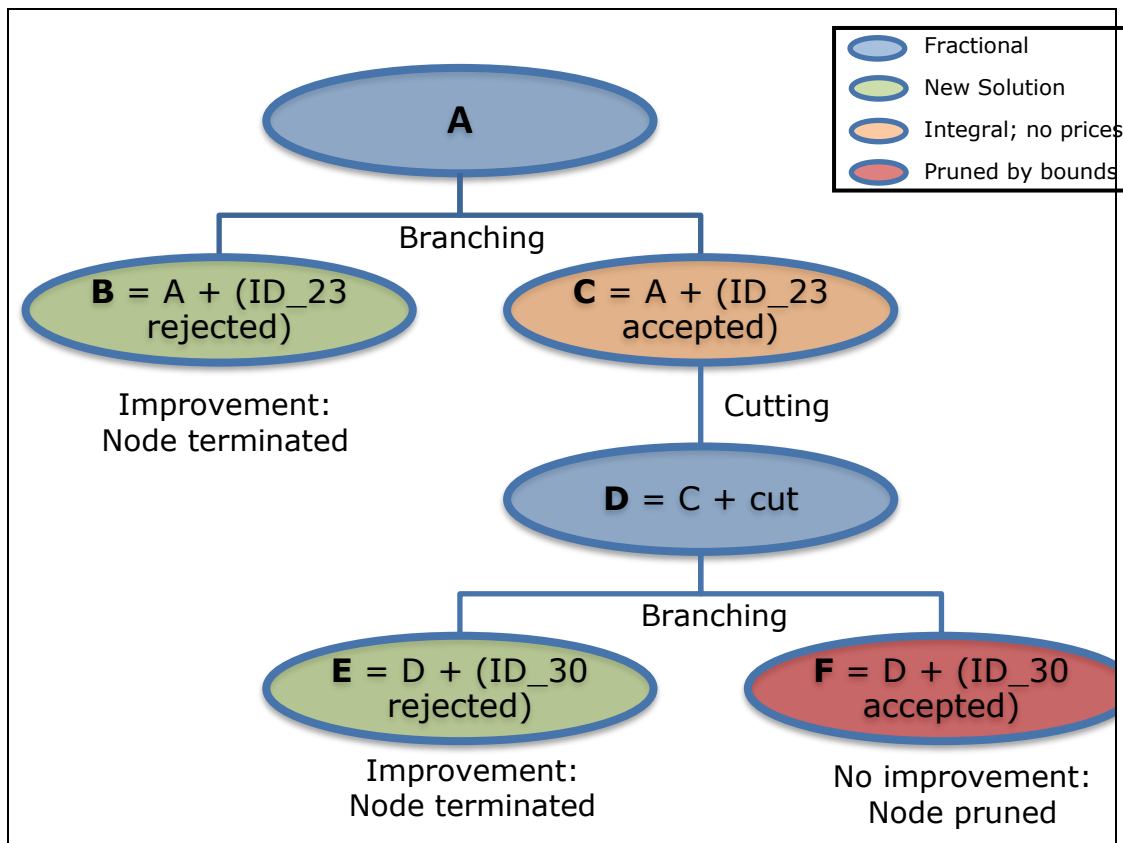 Fractional
New Solution
Integral; no prices
Pruned by bounds
A
Branching
B = A + (ID_23
rejected)
C = A + (ID_23
accepted)
Improvement:
Node terminated
Cutting
D = C + cut
Branching
E = D + (ID_30
rejected)
F = D + (ID_30
accepted)
Improvement:
Node terminated
No improvement:
Node pruned